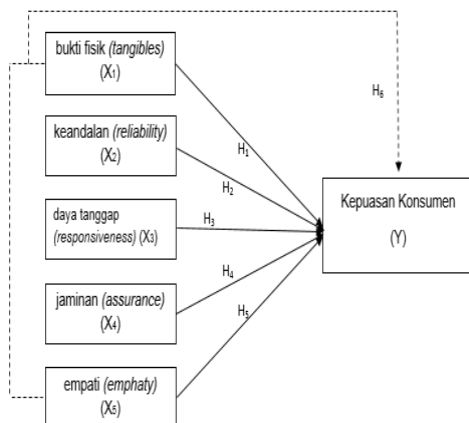 bukti fisik (tangibles)
(X1)
H6
keandalan (reliability)
(X2)
H1
H2
daya tanggap
(responsiveness) (X3)
H3
Kepuasan Konsumen
(Y)
H4
jaminan (assurance)
(X4)
H5
empati (emphaty)
(X5)